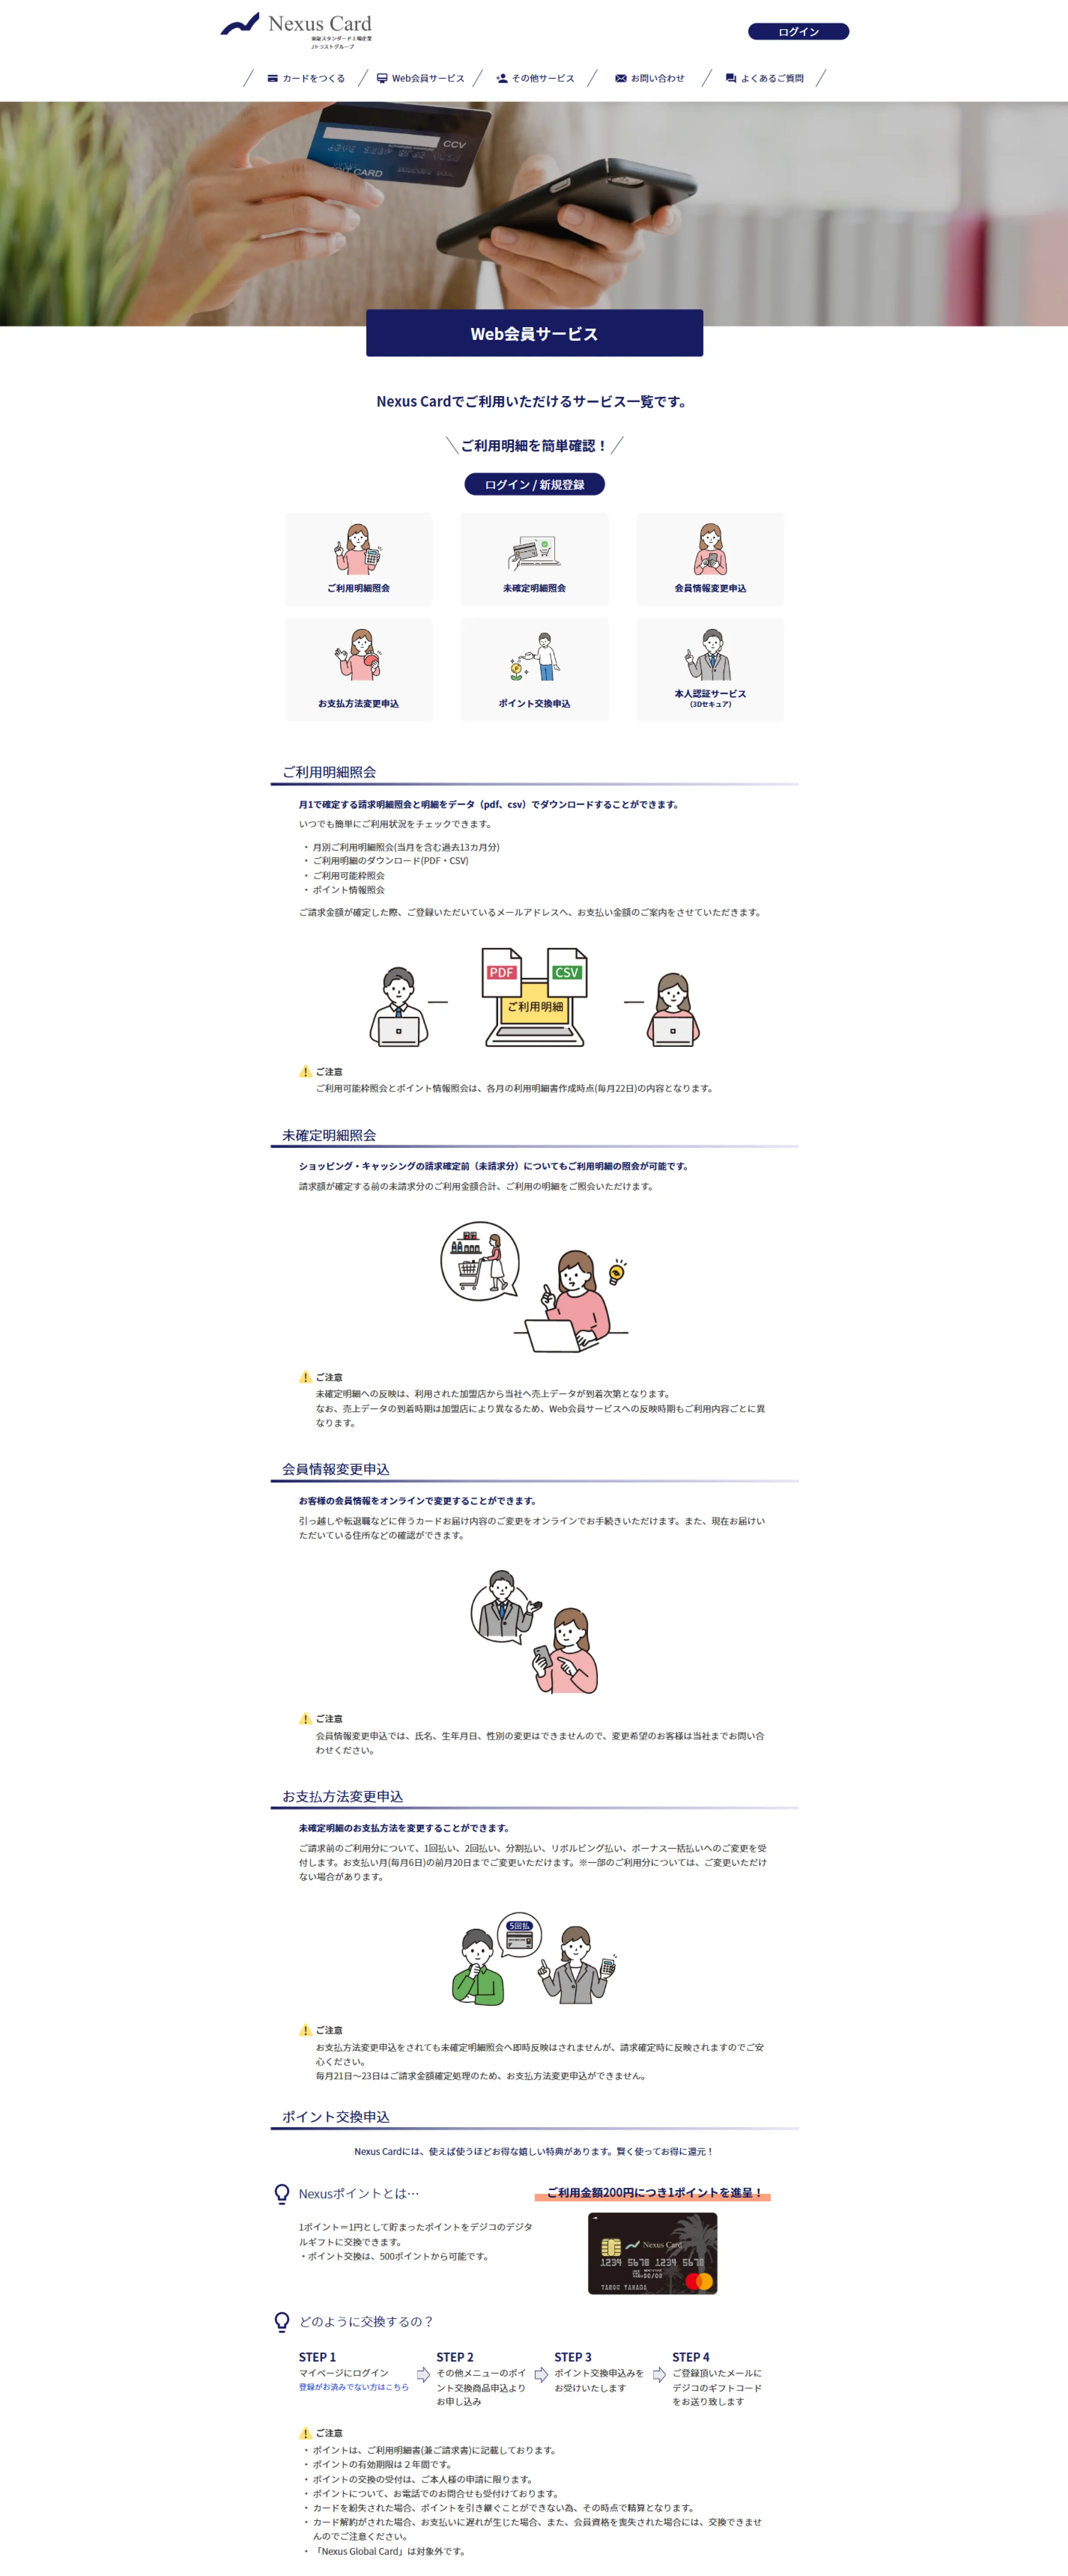 Nexus Card
東証スタンダード上場企業
Jトラストグループ
ログイン
カードをつくる
Web会員サービス
その他サービス
お問い合わせ
よくあるご質問
CCV
CARD
Web会員サービス
Nexus Cardでご利用いただけるサービス一覧です。
ご利用明細を簡単確認！
ログイン / 新規登録
ご利用明細照会
未確定明細照会
会員情報変更申込
お支払方法変更申込
ポイント交換申込
本人認証サービス
(3Dセキュア)
ご利用明細照会
月1で確定する請求明細照会と明細をデータ（pdf、csv）でダウンロードすることができます。
いつでも簡単にご利用状況をチェックできます。
・ 月別ご利用明細照会(当月を含む過去13カ月分)
・ ご利用明細のダウンロード(PDF・CSV)
・ ご利用可能枠照会
・ ポイント情報照会
ご請求金額が確定した際、ご登録いただいているメールアドレスへ、お支払い金額のご案内をさせていただきます。
PDF
CSV
ご利用明細
ご注意
ご利用可能枠照会とポイント情報照会は、各月の利用明細書作成時点(毎月22日)の内容となります。
未確定明細照会
ショッピング・キャッシングの請求確定前（未請求分）についてもご利用明細の照会が可能です。
請求額が確定する前の未請求分のご利用金額合計、ご利用の明細をご照会いただけます。
ご注意
未確定明細への反映は、利用された加盟店から当社へ売上データが到着次第となります。
なお、売上データの到着時期は加盟店により異なるため、Web会員サービスへの反映時期もご利用内容ごとに異
なります。
会員情報変更申込
お客様の会員情報をオンラインで変更することができます。
引っ越しや転退職などに伴うカードお届け内容のご変更をオンラインでお手続きいただけます。また、現在お届けい
ただいている住所などの確認ができます。
ご注意
会員情報変更申込では、氏名、生年月日、性別の変更はできませんので、変更希望のお客様は当社までお問い合
わせください。
お支払方法変更申込
未確定明細のお支払方法を変更することができます。
ご請求前のご利用分について、1回払い、2回払い、分割払い、リボルビング払い、ボーナス一括払いへのご変更を受
付します。お支払い月(毎月6日)の前月20日までご変更いただけます。※一部のご利用分については、ご変更いただけ
ない場合があります。
5回払
ご注意
お支払方法変更申込をされても未確定明細照会へ即時反映はされませんが、請求確定時に反映されますのでご安
心ください。
毎月21日〜23日はご請求金額確定処理のため、お支払方法変更申込ができません。
ポイント交換申込
Nexus Cardには、使えば使うほどお得な嬉しい特典があります。賢く使ってお得に還元！
Nexusポイントとは…
ご利用金額200円につき1ポイントを進呈！
1ポイント＝1円として貯まったポイントをデジコのデジタ
ルギフトに交換できます。
・ポイント交換は、500ポイントから可能です。
Nexus Card
1234 5678 1234 5678
00/00
TAROU TANADA
どのように交換するの？
STEP 1
マイページにログイン
登録がお済みでない方はこちら
STEP 2
その他メニューのポイ
ント交換商品申込より
お申し込み
STEP 3
ポイント交換申込みを
お受けいたします
STEP 4
ご登録頂いたメールに
デジコのギフトコード
をお送り致します
ご注意
・ ポイントは、ご利用明細書(兼ご請求書)に記載しております。
・ ポイントの有効期限は２年間です。
・ ポイントの交換の受付は、ご本人様の申請に限ります。
・ ポイントについて、お電話でのお問合せも受付けております。
・ カードを紛失された場合、ポイントを引き継ぐことができない為、その時点で精算となります。
・ カード解約がされた場合、お支払いに遅れが生じた場合、また、会員資格を喪失された場合には、交換できませ
んのでご注意ください。
・ 「Nexus Global Card」は対象外です。